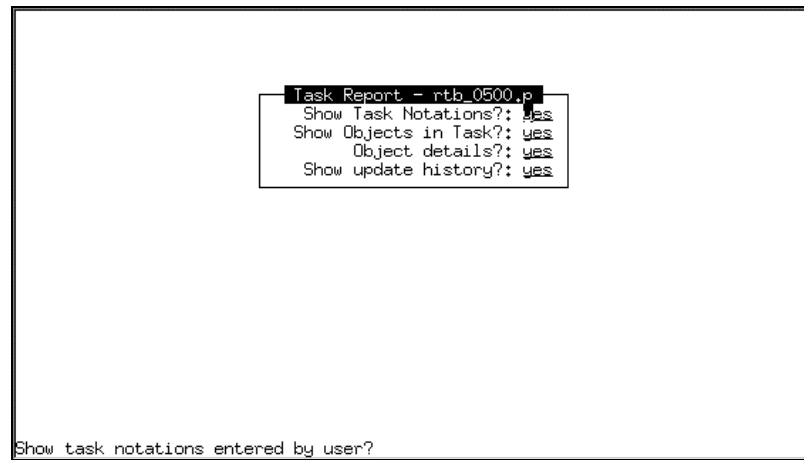 Task Report - rtb_0500.p
Show Task Notations?: yes
Show Objects in Task?: yes
Object details?: yes
Show update history?: yes
Show task notations entered by user?